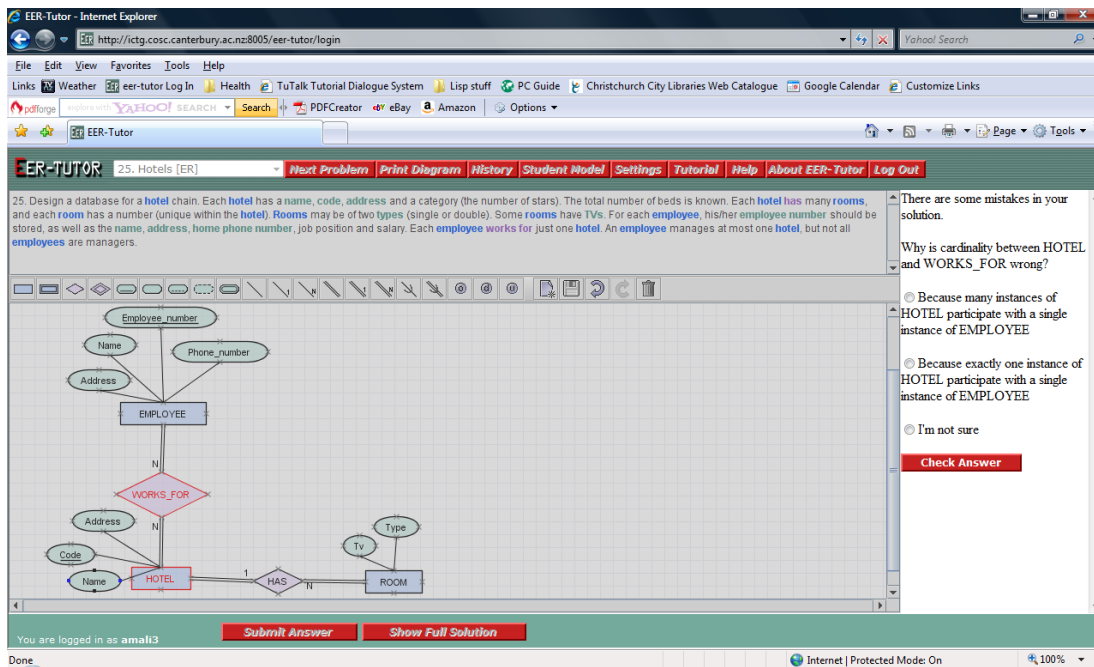 EER-Tutor - Internet Explorer
http://ictg.cosc.canterbury.ac.nz:8005/eer-tutor/login
Yahoo! Search
File Edit View Favorites Tools Help
Links Weather eer-tutor Log In Health TuTalk Tutorial Dialogue System Lisp stuff PC Guide Christchurch City Libraries Web Catalogue Google Calendar Customize Links
pdfforge explore with YAHOO! SEARCH Search PDFCreator eBay Amazon Options
EER-Tutor
Page Tools
EER-TUTOR 25. Hotels [ER] Next Problem Print Diagram History Student Model Settings Tutorial Help About EER-Tutor Log Out
25. Design a database for a hotel chain. Each hotel has a name, code, address and a category (the number of stars). The total number of beds is known. Each hotel has many rooms,
and each room has a number (unique within the hotel). Rooms may be of two types (single or double). Some rooms have TVs. For each employee, his/her employee number should be
stored, as well as the name, address, home phone number, job position and salary. Each employee works for just one hotel. An employee manages at most one hotel, but not all
employees are managers.
Employee_number
Name
Phone_number
Address
EMPLOYEE
N
WORKS_FOR
N
Address
Code
Name
HOTEL
1
HAS
N
Type
Tv
ROOM
There are some mistakes in your
solution.
Why is cardinality between HOTEL
and WORKS_FOR wrong?
Because many instances of
HOTEL participate with a single
instance of EMPLOYEE
Because exactly one instance of
HOTEL participate with a single
instance of EMPLOYEE
I'm not sure
Check Answer
You are logged in as amali3
Submit Answer Show Full Solution
Done
Internet | Protected Mode: On
100%